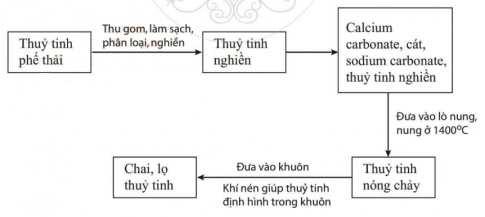 Thuỷ tinh
phế thải
Thu gom, làm sạch,
phân loại, nghiền
Thuỷ tinh
nghiền
Calcium
carbonate, cát,
sodium carbonate,
thuỷ tinh nghiền
Đưa vào lò nung,
nung ở 1400°C
Thuỷ tinh
nóng chảy
Đưa vào khuôn
Khí nén giúp thuỷ tinh
định hình trong khuôn
Chai, lọ
thuỷ tinh